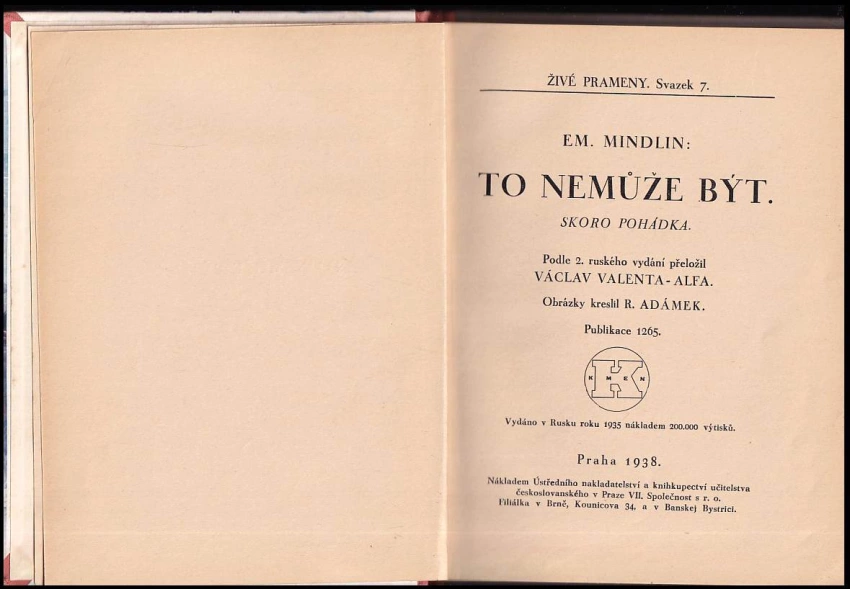 ŽIVÉ PRAMENY. Svazek 7.
EM. MINDLIN:
TO NEMŮŽE BÝT.
SKORO POHÁDKA.
Podle 2. ruského vydání přeložil
VÁCLAV VALENTA-ALFA.
Obrázky kreslil R. ADÁMEK.
Publikace 1265.
K
KMEN
Vydáno v Rusku roku 1935 nákladem 200.000 výtisků.
Praha 1938.
Nákladem Ústředního nakladatelství a knihkupectví učitelstva
československého v Praze VII. Společnost s r. o.
Filiálka v Brně, Kounicova 34, a v Banskej Bystrici.